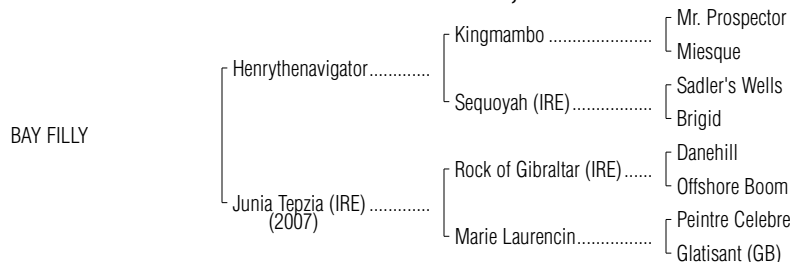 Mr. Prospector
Kingmambo ......................
Miesque
Henrythenavigator.............
Sadler's Wells
Sequoyah (IRE).................
Brigid
BAY FILLY
Danehill
Rock of Gibraltar (IRE) ......
Offshore Boom
Junia Tepzia (IRE) .............
(2007)
Peintre Celebre
Marie Laurencin................
Glatisant (GB)